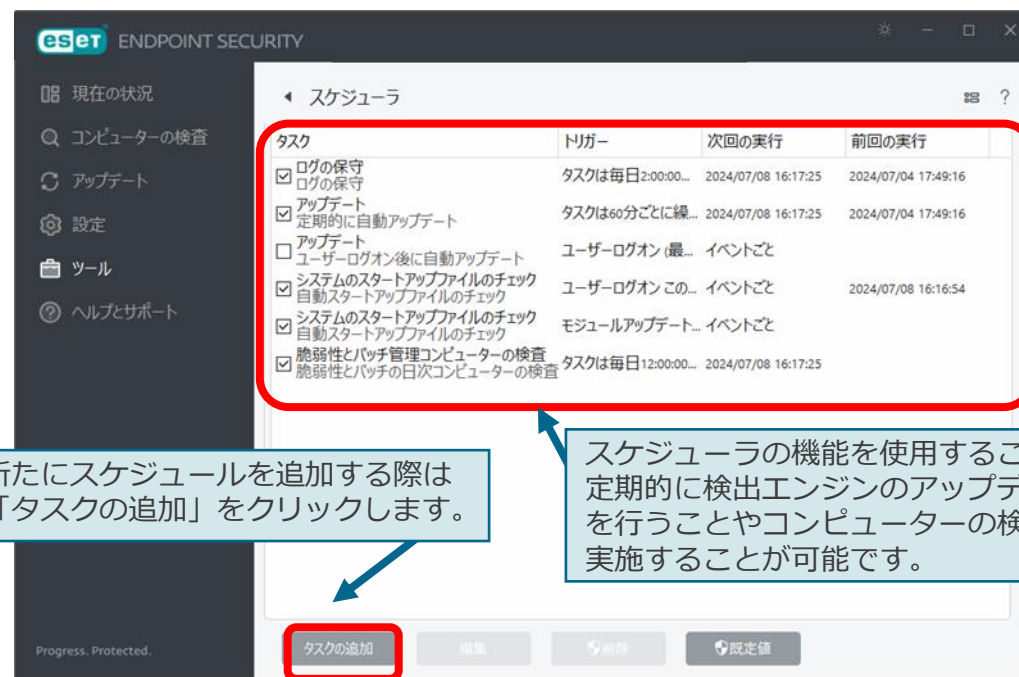 eset ENDPOINT SECURITY
現在の状況
コンピューターの検査
アップデート
設定
ツール
ヘルプとサポート
Progress. Protected.
スケジューラ
?
タスク トリガー 次回の実行 前回の実行
ログの保守
ログの保守
タスクは毎日2:00:00... 2024/07/08 16:17:25 2024/07/04 17:49:16
アップデート
定期的に自動アップデート
タスクは60分ごとに繰... 2024/07/08 16:17:25 2024/07/04 17:49:16
アップデート
ユーザーログオン後に自動アップデート
ユーザーログオン (最... イベントごと
システムのスタートアップファイルのチェック
自動スタートアップファイルのチェック
ユーザーログオン この... イベントごと 2024/07/08 16:16:54
システムのスタートアップファイルのチェック
自動スタートアップファイルのチェック
モジュールアップデート... イベントごと
脆弱性とパッチ管理コンピューターの検査
脆弱性とパッチの日次コンピューターの検査
タスクは毎日12:00:00... 2024/07/08 16:17:25
新たにスケジュールを追加する際は
「タスクの追加」をクリックします。
スケジューラの機能を使用するこ
定期的に検出エンジンのアップデ
を行うことやコンピューターの検
実施することが可能です。
タスクの追加 編集 削除 既定値